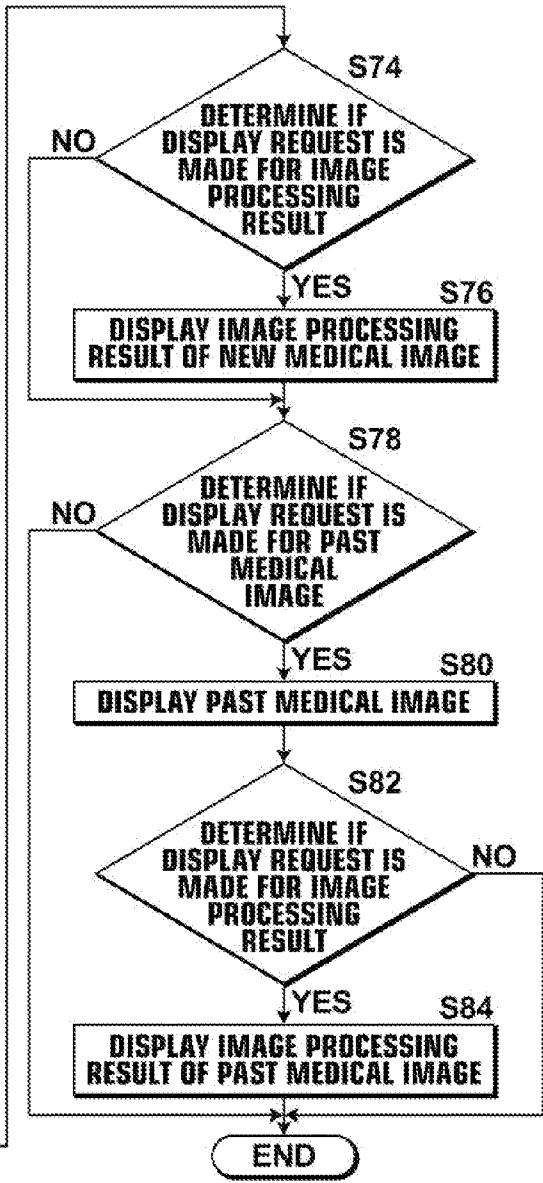 S74
DETERMINE IF
DISPLAY REQUEST IS
MADE FOR IMAGE
PROCESSING
RESULT
NO
YES
S76
DISPLAY IMAGE PROCESSING
RESULT OF NEW MEDICAL IMAGE
S78
DETERMINE IF
DISPLAY REQUEST IS
MADE FOR PAST
MEDICAL
IMAGE
NO
YES
S80
DISPLAY PAST MEDICAL IMAGE
S82
DETERMINE IF
DISPLAY REQUEST IS
MADE FOR IMAGE
PROCESSING
RESULT
NO
YES
S84
DISPLAY IMAGE PROCESSING
RESULT OF PAST MEDICAL IMAGE
END